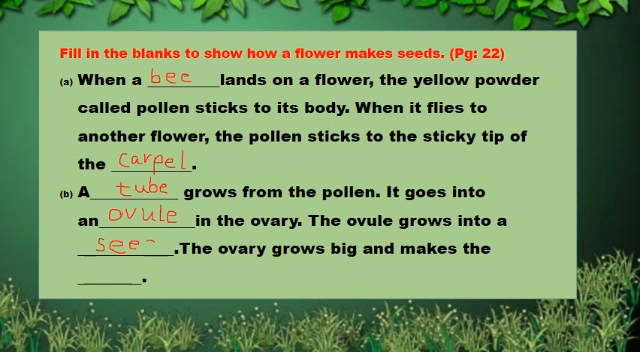 Fill in the blanks to show how a flower makes seeds. (Pg: 22)
(a) When a bee lands on a flower, the yellow powder
called pollen sticks to its body. When it flies to
another flower, the pollen sticks to the sticky tip of
the carpel.
(b) A tube grows from the pollen. It goes into
an ovule in the ovary. The ovule grows into a
see .The ovary grows big and makes the
________.